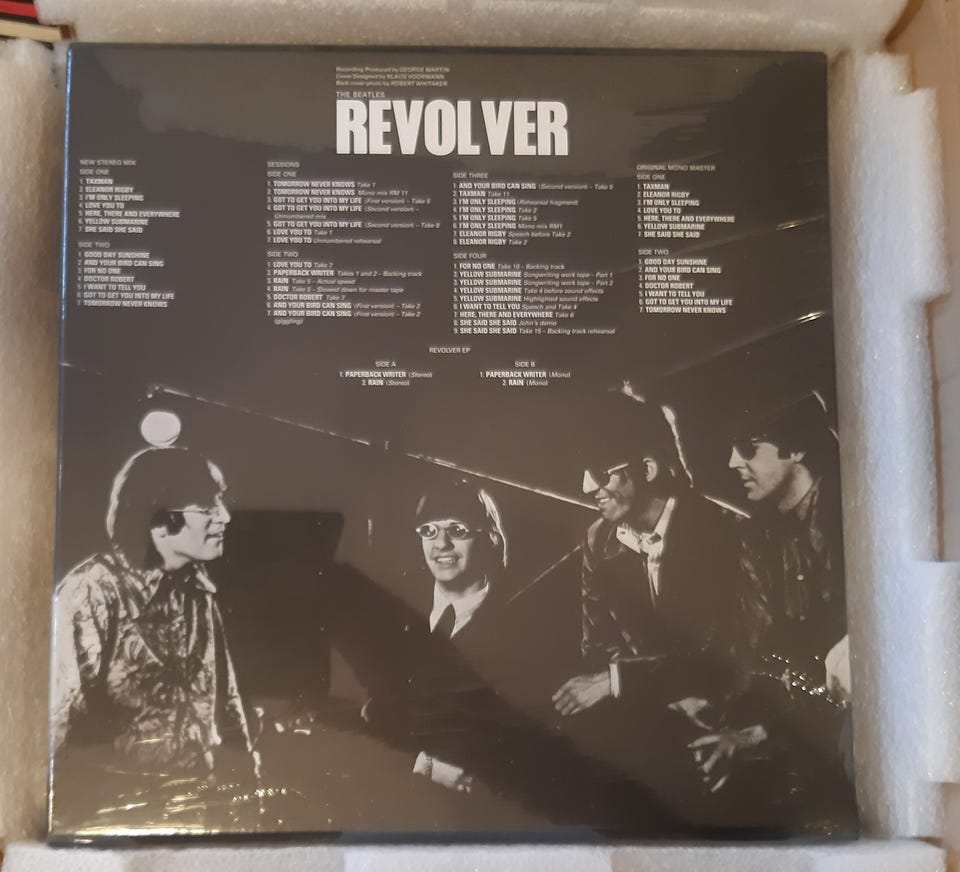 Recording Produced by GEORGE MARTIN
Cover Designed by KLAUS VOORMANN
Back cover photo by ROBERT WHITAKER
THE BEATLES
REVOLVER
NEW STEREO MIX
SIDE ONE
1. TAXMAN
2. ELEANOR RIGBY
3. I'M ONLY SLEEPING
4. LOVE YOU TO
5. HERE, THERE AND EVERYWHERE
6. YELLOW SUBMARINE
7. SHE SAID SHE SAID
SIDE TWO
1. GOOD DAY SUNSHINE
2. AND YOUR BIRD CAN SING
3. FOR NO ONE
4. DOCTOR ROBERT
5. I WANT TO TELL YOU
6. GOT TO GET YOU INTO MY LIFE
7. TOMORROW NEVER KNOWS
SESSIONS
SIDE ONE
1. TOMORROW NEVER KNOWS Take 1
2. TOMORROW NEVER KNOWS Mono mix RM 11
3. GOT TO GET YOU INTO MY LIFE (First version) – Take 5
4. GOT TO GET YOU INTO MY LIFE (Second version) –
Unnumbered mix
5. GOT TO GET YOU INTO MY LIFE (Second version) – Take 8
6. LOVE YOU TO Take 1
7. LOVE YOU TO Unnumbered rehearsal
SIDE TWO
1. LOVE YOU TO Take 7
2. PAPERBACK WRITER Takes 1 and 2 – Backing track
3. RAIN Take 5 – Actual speed
4. RAIN Take 5 – Slowed down for master tape
5. DOCTOR ROBERT Take 7
6. AND YOUR BIRD CAN SING (First version) – Take 2
7. AND YOUR BIRD CAN SING (First version) – Take 2
(giggling)
SIDE THREE
1. AND YOUR BIRD CAN SING (Second version) – Take 5
2. TAXMAN Take 11
3. I'M ONLY SLEEPING (Rehearsal fragment)
4. I'M ONLY SLEEPING Take 2
5. I'M ONLY SLEEPING Take 5
6. I'M ONLY SLEEPING Mono mix RM1
7. ELEANOR RIGBY Speech before Take 2
8. ELEANOR RIGBY Take 2
SIDE FOUR
1. FOR NO ONE Take 10 – Backing track
2. YELLOW SUBMARINE Songwriting work tape – Part 1
3. YELLOW SUBMARINE Songwriting work tape – Part 2
4. YELLOW SUBMARINE Take 4 before sound effects
5. YELLOW SUBMARINE Highlighted sound effects
6. I WANT TO TELL YOU Speech and Take 4
7. HERE, THERE AND EVERYWHERE Take 6
8. SHE SAID SHE SAID John's demo
9. SHE SAID SHE SAID Take 15 – Backing track rehearsal
ORIGINAL MONO MASTER
SIDE ONE
1. TAXMAN
2. ELEANOR RIGBY
3. I'M ONLY SLEEPING
4. LOVE YOU TO
5. HERE, THERE AND EVERYWHERE
6. YELLOW SUBMARINE
7. SHE SAID SHE SAID
SIDE TWO
1. GOOD DAY SUNSHINE
2. AND YOUR BIRD CAN SING
3. FOR NO ONE
4. DOCTOR ROBERT
5. I WANT TO TELL YOU
6. GOT TO GET YOU INTO MY LIFE
7. TOMORROW NEVER KNOWS
REVOLVER EP
SIDE A
1. PAPERBACK WRITER (Stereo)
2. RAIN (Stereo)
SIDE B
1. PAPERBACK WRITER (Mono)
2. RAIN (Mono)